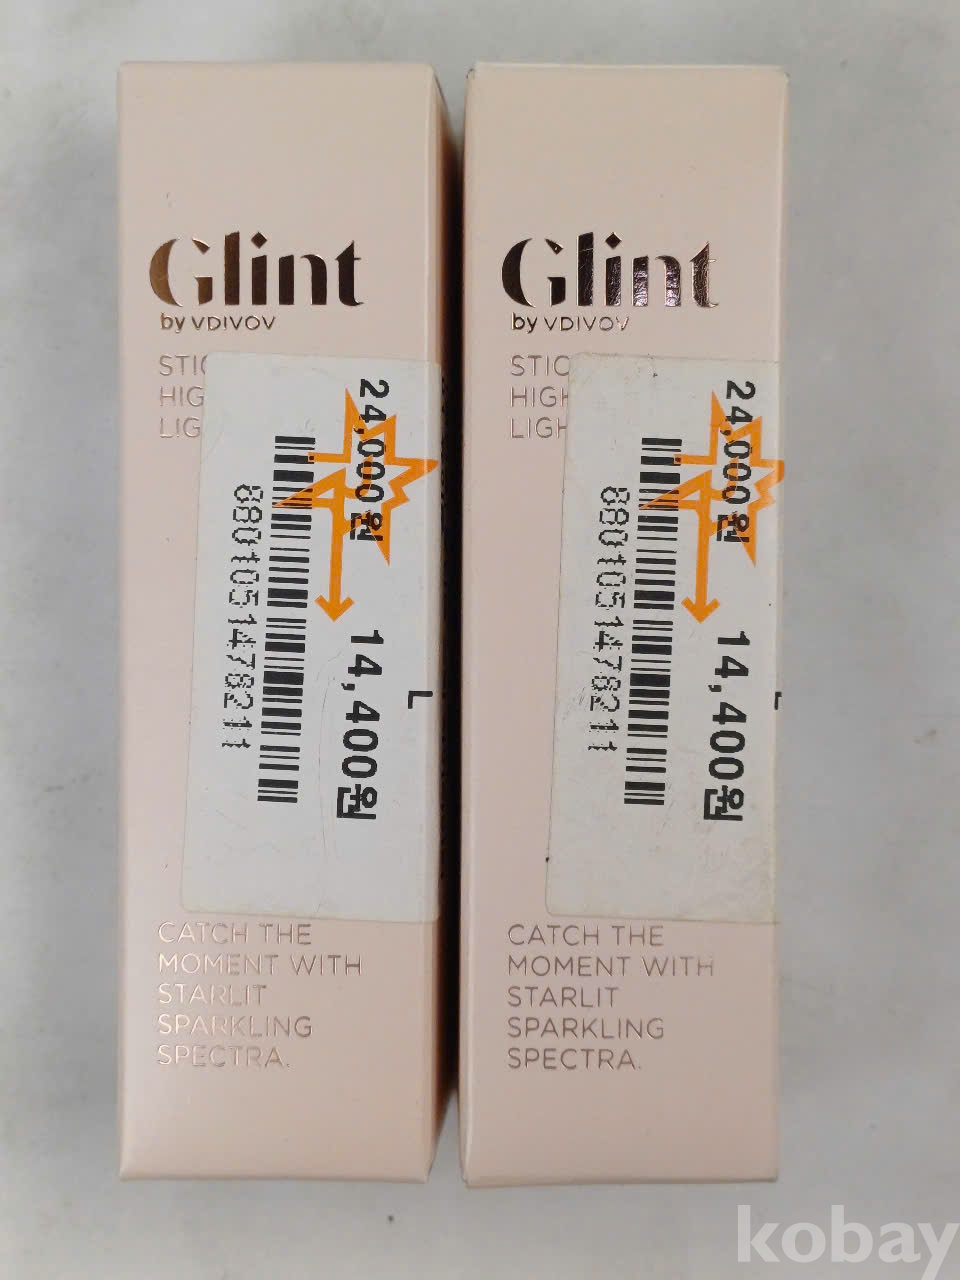 Glint
by VDIVOV
STIC
HIG
LIG
24,000원
14,400원
8801051478211
L
CATCH THE
MOMENT WITH
STARLIT
SPARKLING
SPECTRA.
Glint
by VDIVOV
STIC
HIGH
LIGH
24,000원
14,400원
8801051478211
L
CATCH THE
MOMENT WITH
STARLIT
SPARKLING
SPECTRA.
kobay